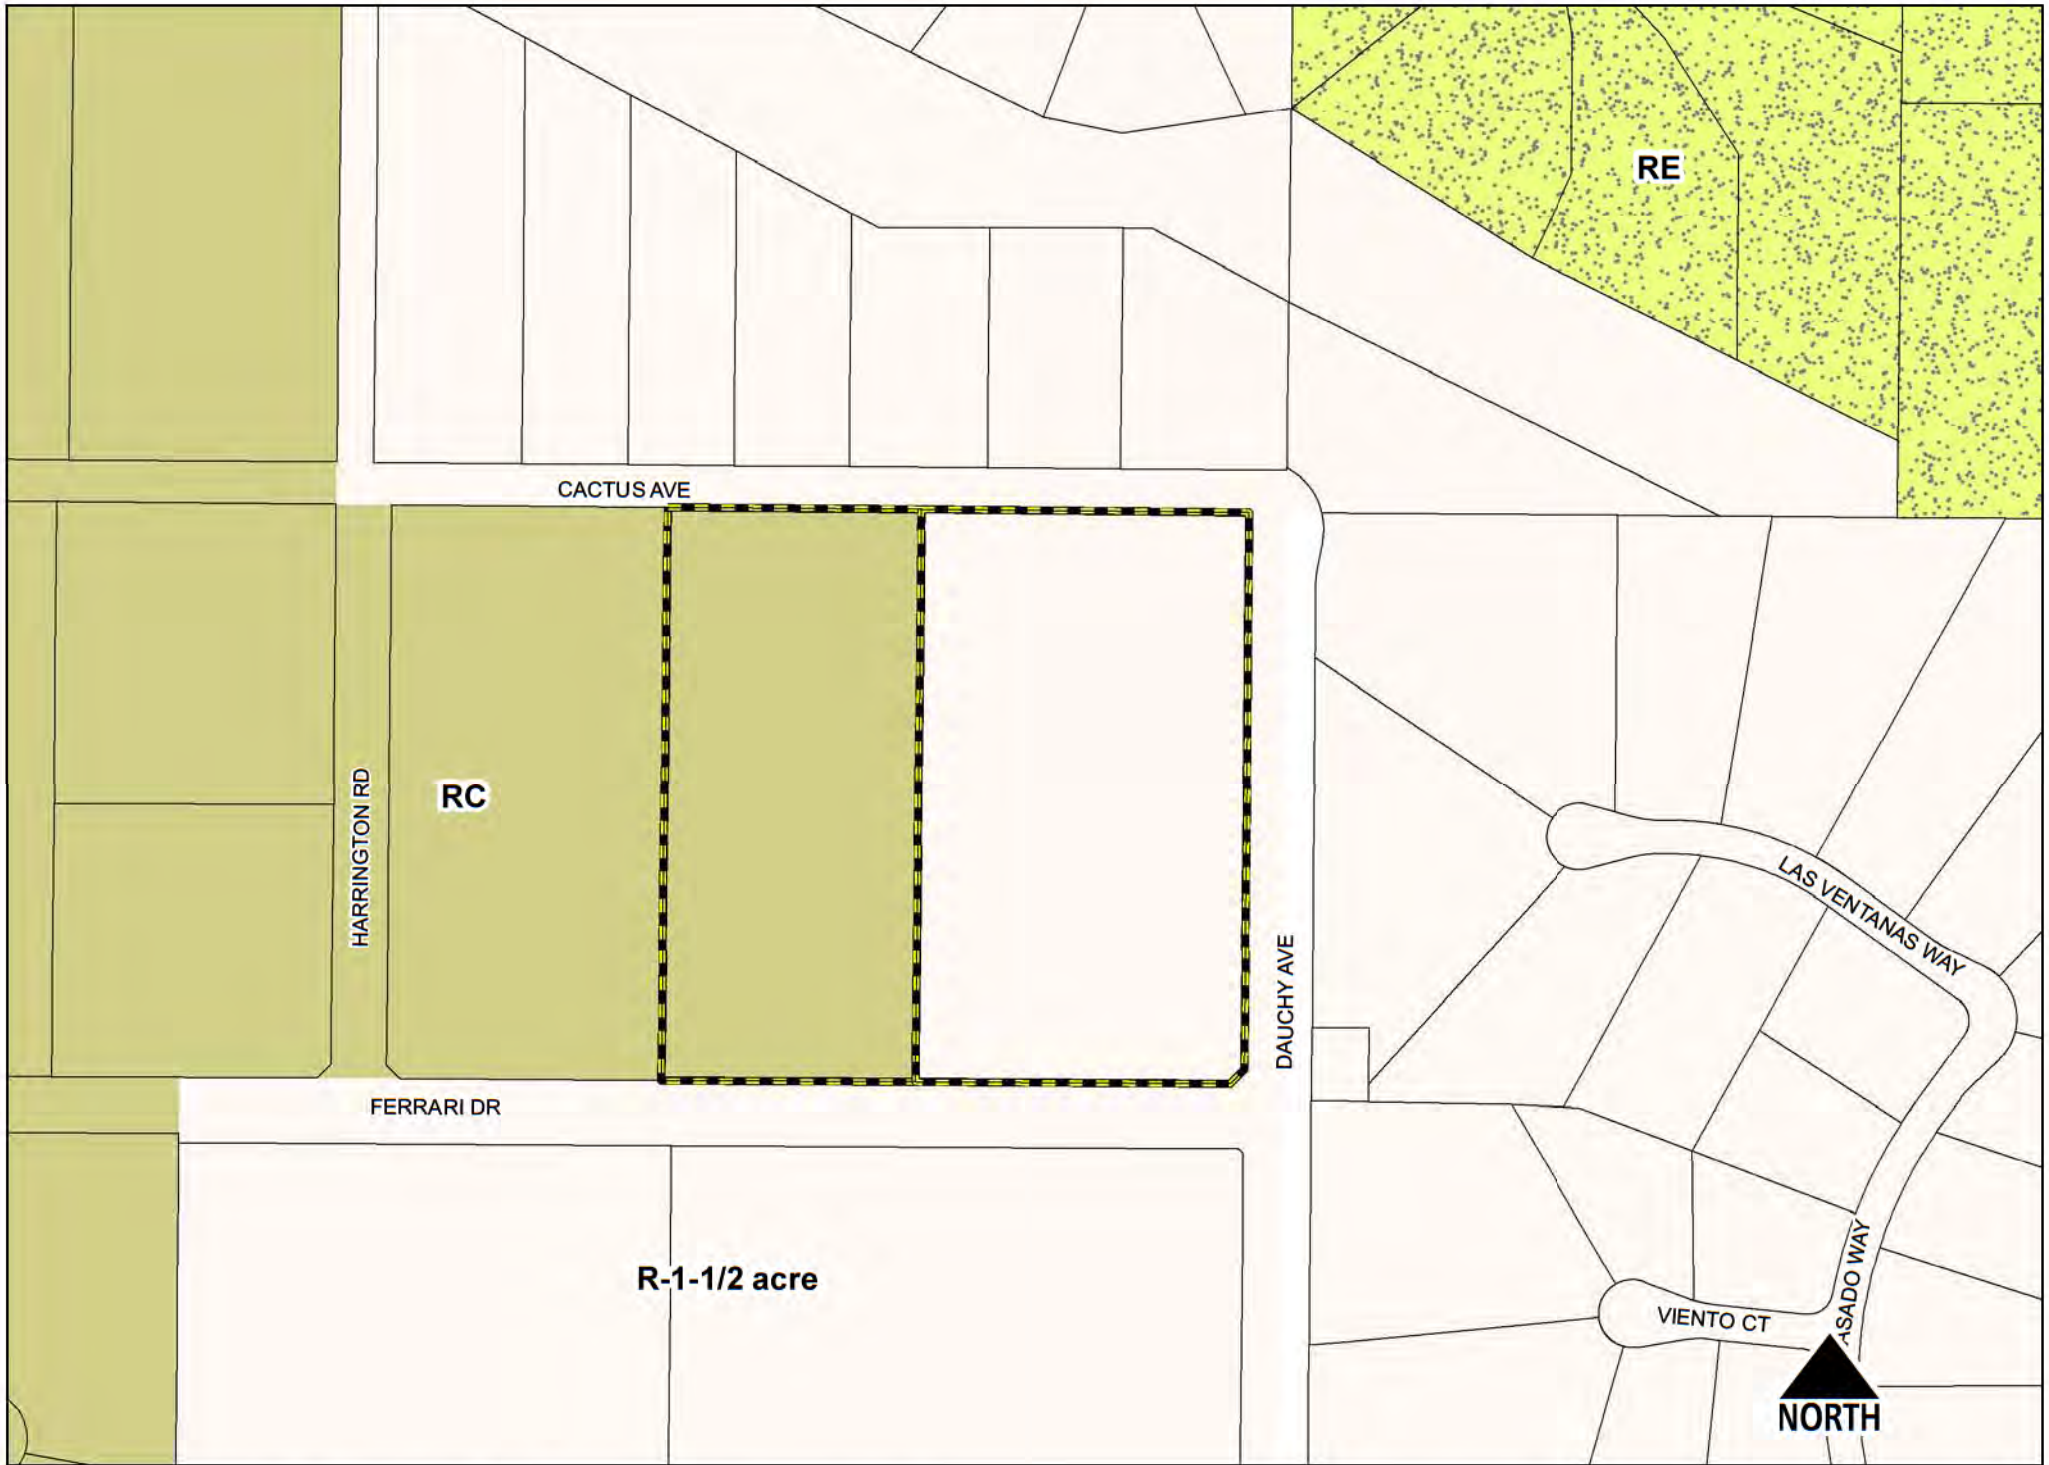 RE
CACTUS AVE
RC
HARRINGTON RD
LAS VENTANAS WAY
DAUCHY AVE
FERRARI DR
R-1-1/2 acre
ASADO WAY
VIENTO CT
NORTH